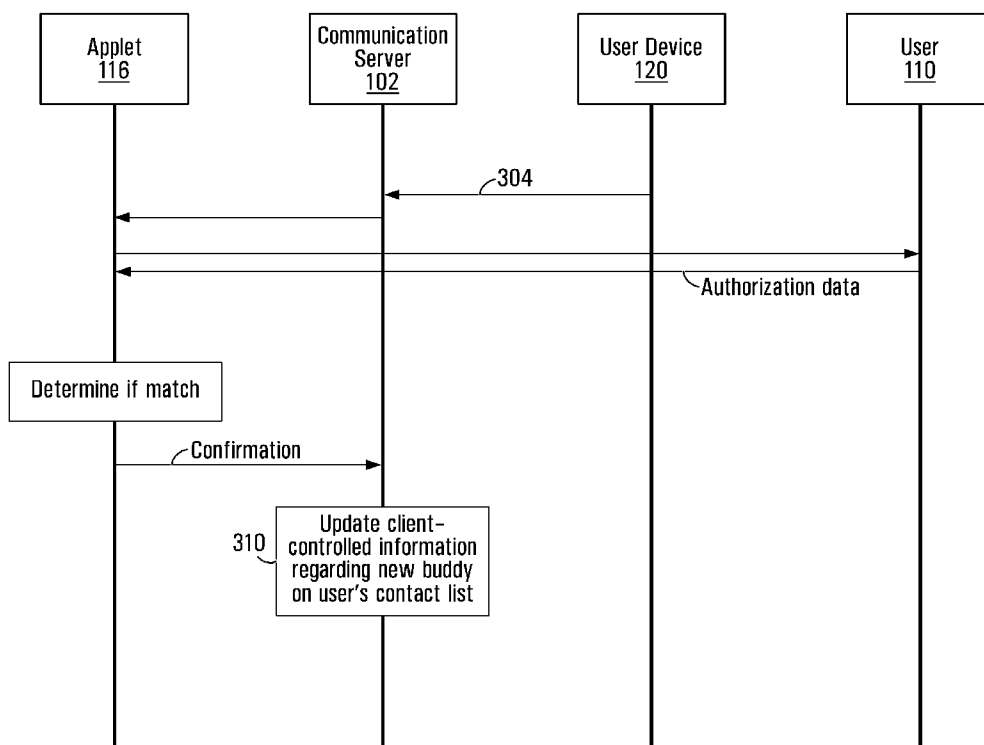 Applet
116
Communication
Server
102
User Device
120
User
110
304
Authorization data
Determine if match
Confirmation
310
Update client-
controlled information
regarding new buddy
on user's contact list